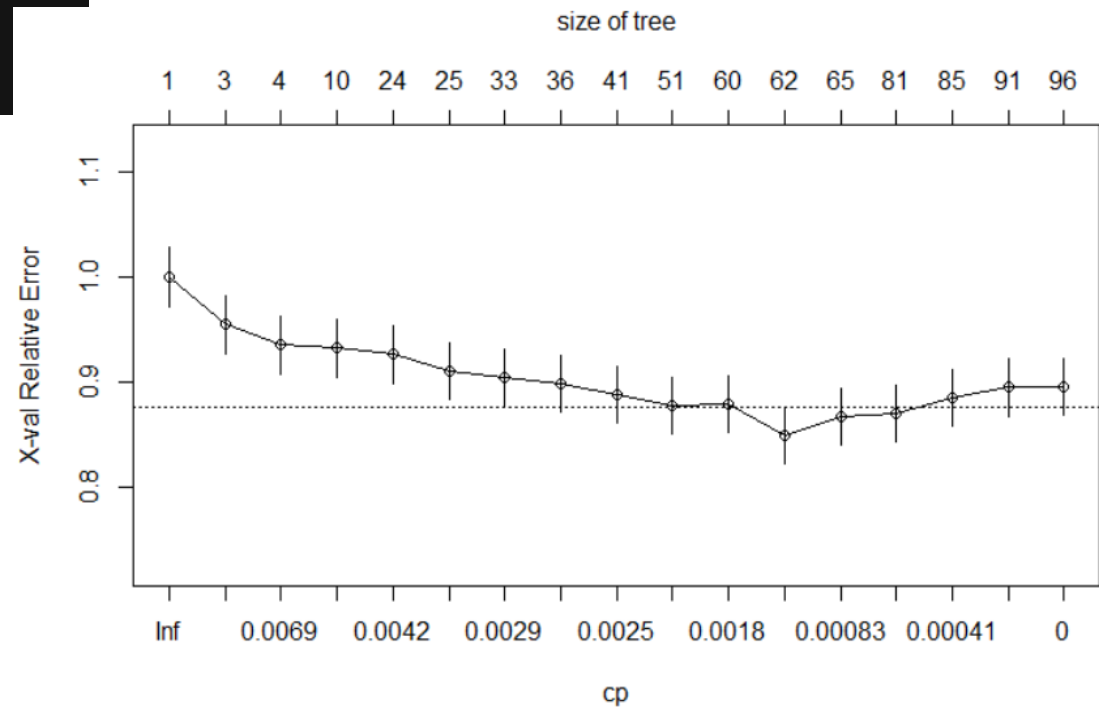 size of tree
1 3 4 10 24 25 33 36 41 51 60 62 65 81 85 91 96
X-val Relative Error
1.1
1.0
0.9
0.8
Inf 0.0069 0.0042 0.0029 0.0025 0.0018 0.00083 0.00041 0
cp